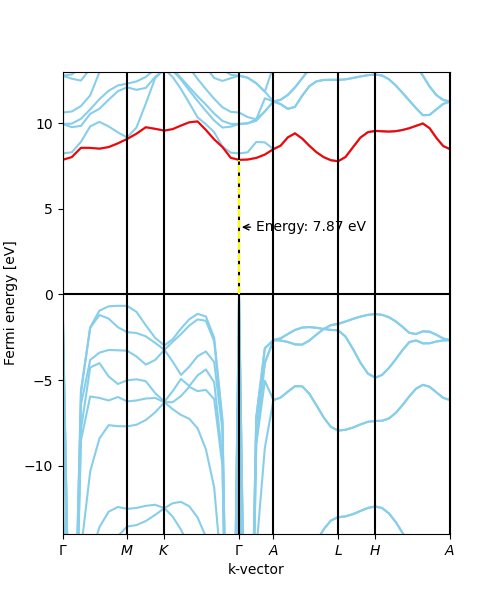 10
5
Energy: 7.87 eV
0
−5
−10
Fermi energy [eV]
Γ M K Γ A L H A
k-vector